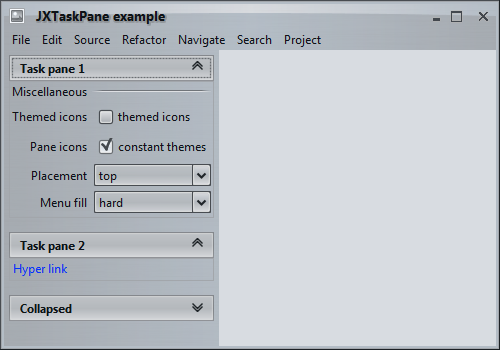 JXTaskPane example
File Edit Source Refactor Navigate Search Project
Task pane 1
Miscellaneous
Themed icons themed icons
Pane icons constant themes
Placement top
Menu fill hard
Task pane 2
Hyper link
Collapsed